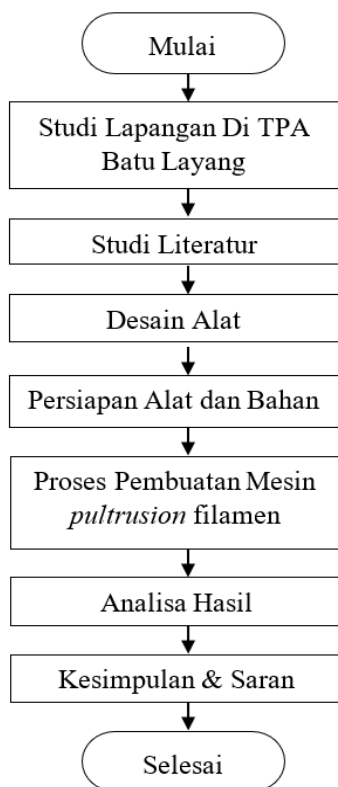 Mulai
Studi Lapangan Di TPA
Batu Layang
Studi Literatur
Desain Alat
Persiapan Alat dan Bahan
Proses Pembuatan Mesin
pultrusion filamen
Analisa Hasil
Kesimpulan & Saran
Selesai